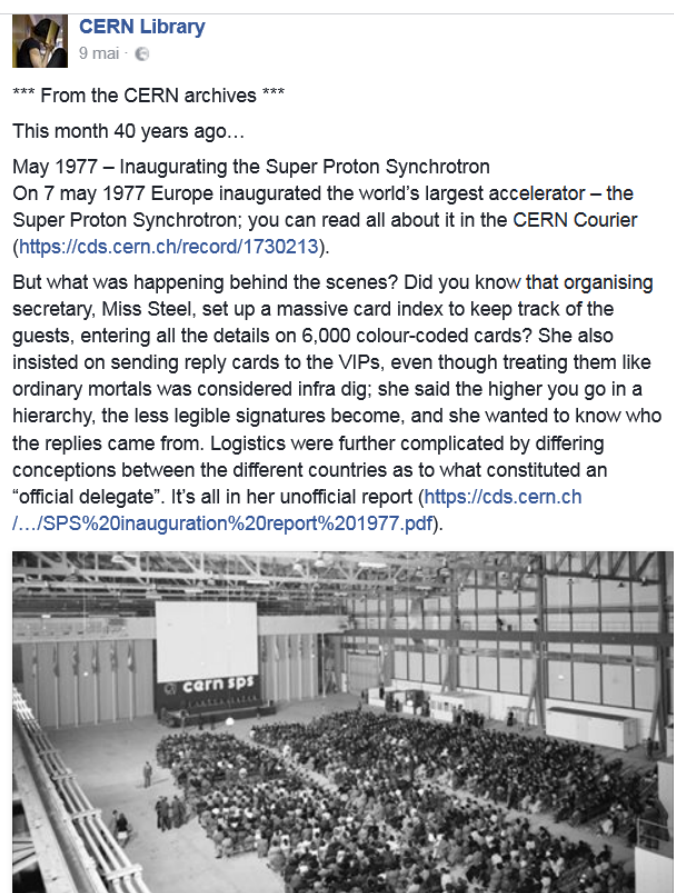 CERN Library
9 mai ·
*** From the CERN archives ***
This month 40 years ago…
May 1977 – Inaugurating the Super Proton Synchrotron
On 7 may 1977 Europe inaugurated the world's largest accelerator – the
Super Proton Synchrotron; you can read all about it in the CERN Courier
(https://cds.cern.ch/record/1730213).
But what was happening behind the scenes? Did you know that organising
secretary, Miss Steel, set up a massive card index to keep track of the
guests, entering all the details on 6,000 colour-coded cards? She also
insisted on sending reply cards to the VIPs, even though treating them like
ordinary mortals was considered infra dig; she said the higher you go in a
hierarchy, the less legible signatures become, and she wanted to know who
the replies came from. Logistics were further complicated by differing
conceptions between the different countries as to what constituted an
“official delegate”. It's all in her unofficial report (https://cds.cern.ch
/…/SPS%20inauguration%20report%201977.pdf).
cern sps